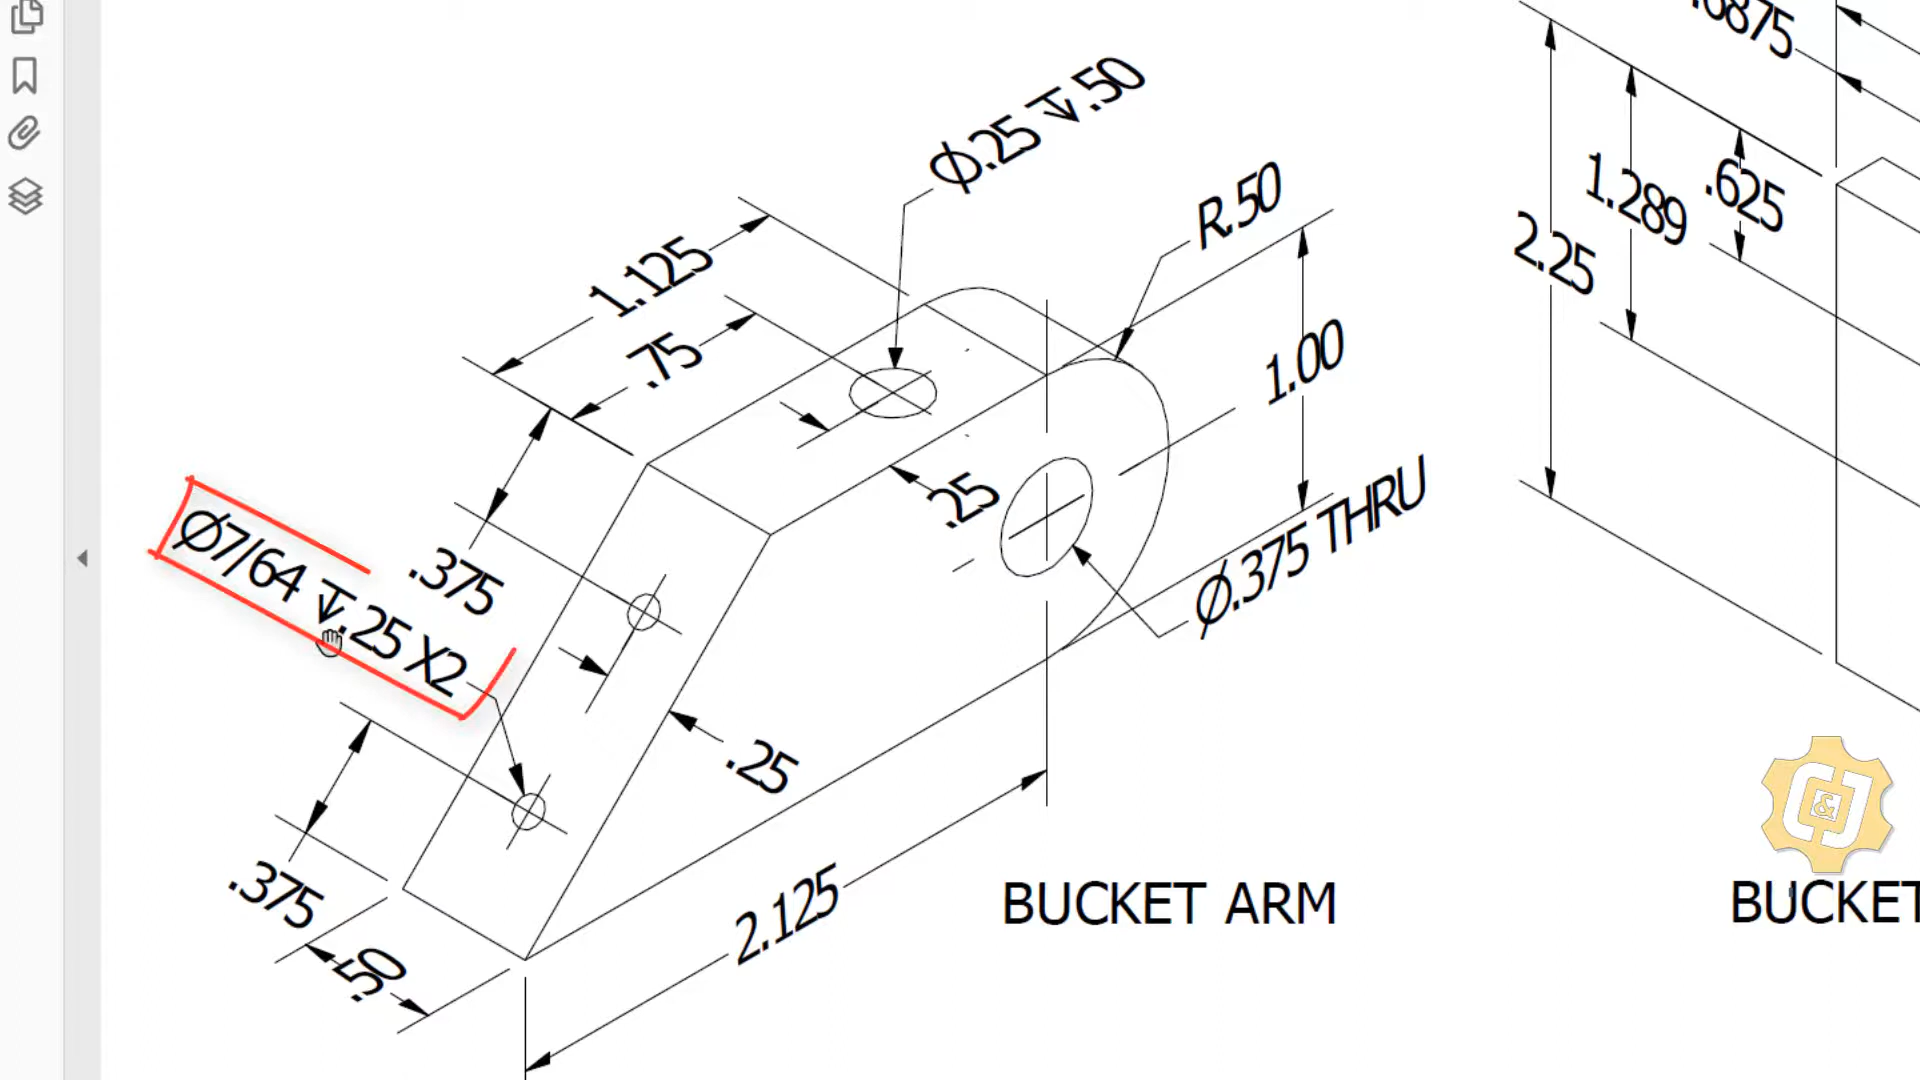 Ø.25 ↧.50
R.50
1.125
.75
1.00
.25
Ø.375 THRU
.375
Ø7/64 ↧.25 X2
.25
.375
.50
2.125
BUCKET ARM
.6875
.625
1.289
2.25
BUCKET
C&J